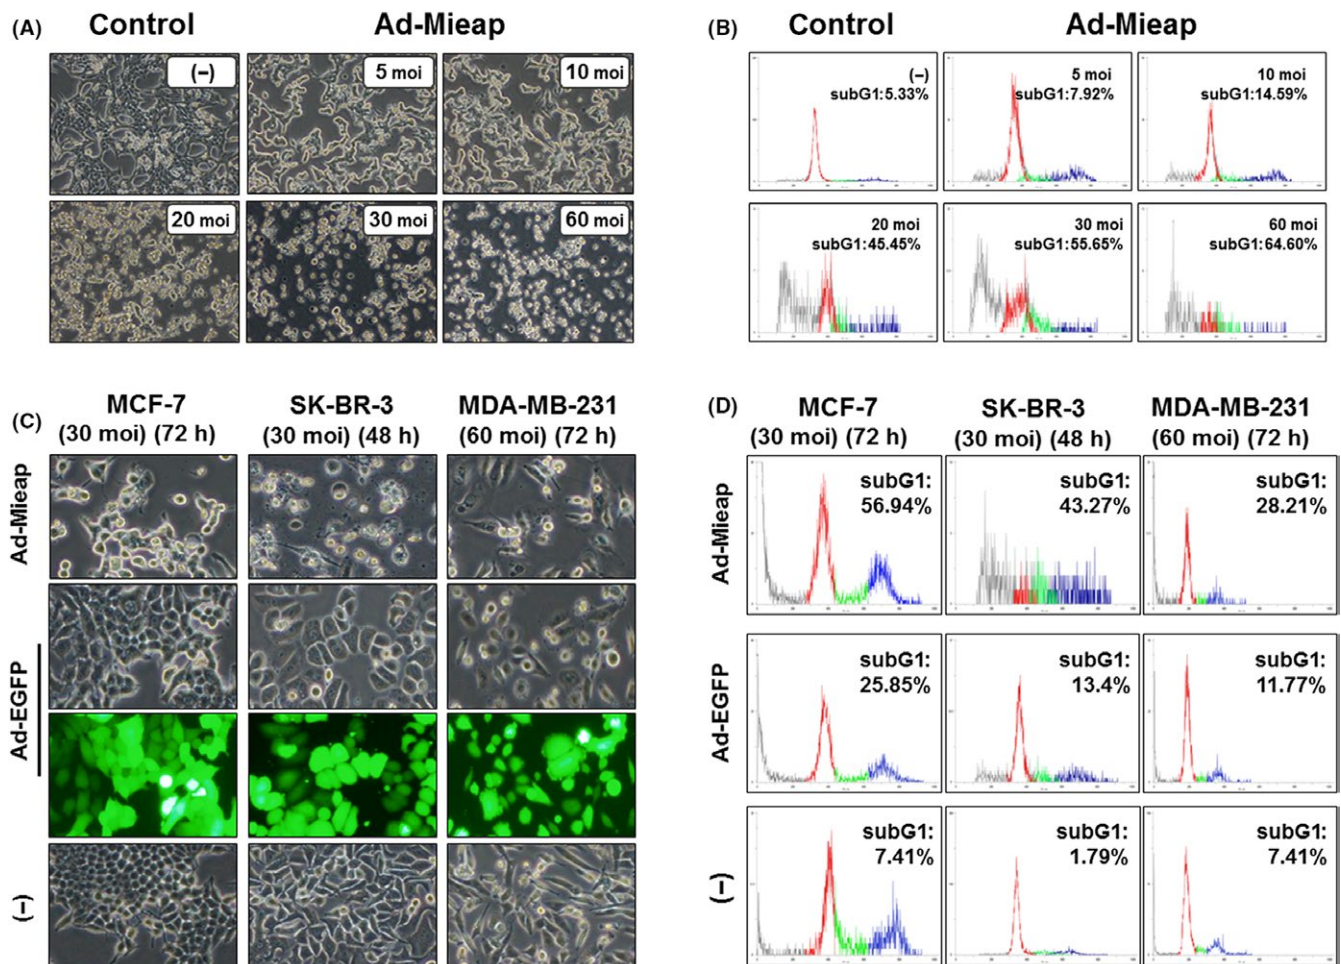 (A) Control Ad-Mieap
(–) 5 moi 10 moi
20 moi 30 moi 60 moi
(B) Control Ad-Mieap
(–)
subG1:5.33%
5 moi
subG1:7.92%
10 moi
subG1:14.59%
20 moi
subG1:45.45%
30 moi
subG1:55.65%
60 moi
subG1:64.60%
(C) MCF-7 SK-BR-3 MDA-MB-231
(30 moi) (72 h) (30 moi) (48 h) (60 moi) (72 h)
Ad-Mieap
Ad-EGFP
(–)
(D) MCF-7 SK-BR-3 MDA-MB-231
(30 moi) (72 h) (30 moi) (48 h) (60 moi) (72 h)
Ad-Mieap
subG1:
56.94%
subG1:
43.27%
subG1:
28.21%
Ad-EGFP
subG1:
25.85%
subG1:
13.4%
subG1:
11.77%
(–)
subG1:
7.41%
subG1:
1.79%
subG1:
7.41%